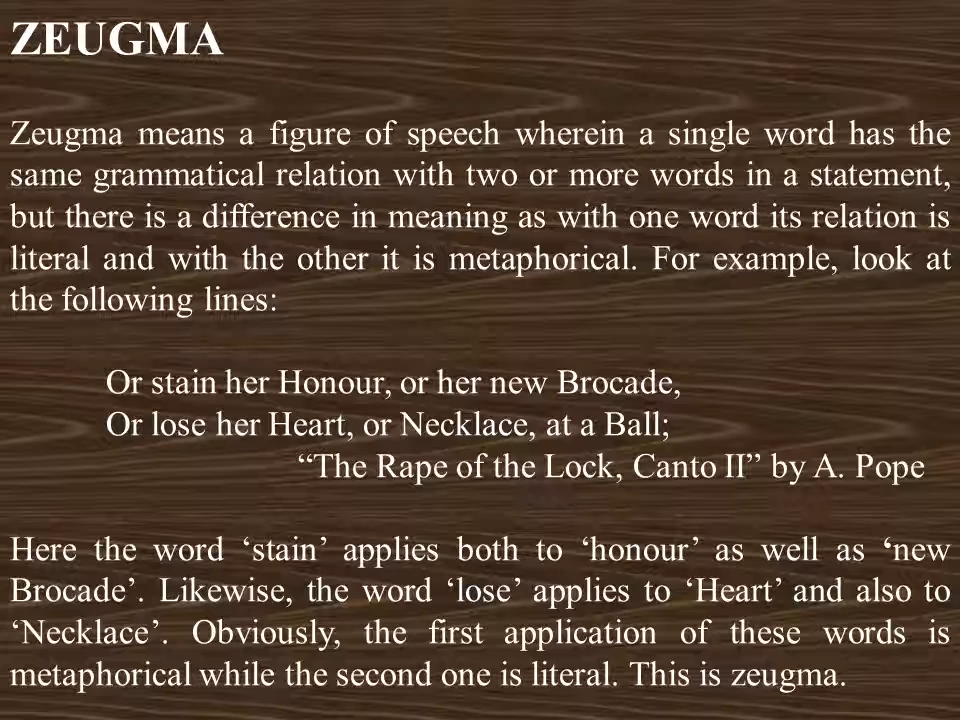 ZEUGMA
Zeugma means a figure of speech wherein a single word has the
same grammatical relation with two or more words in a statement,
but there is a difference in meaning as with one word its relation is
literal and with the other it is metaphorical. For example, look at
the following lines:
Or stain her Honour, or her new Brocade,
Or lose her Heart, or Necklace, at a Ball;
“The Rape of the Lock, Canto II” by A. Pope
Here the word ‘stain’ applies both to ‘honour’ as well as ‘new
Brocade’. Likewise, the word ‘lose’ applies to ‘Heart’ and also to
‘Necklace’. Obviously, the first application of these words is
metaphorical while the second one is literal. This is zeugma.